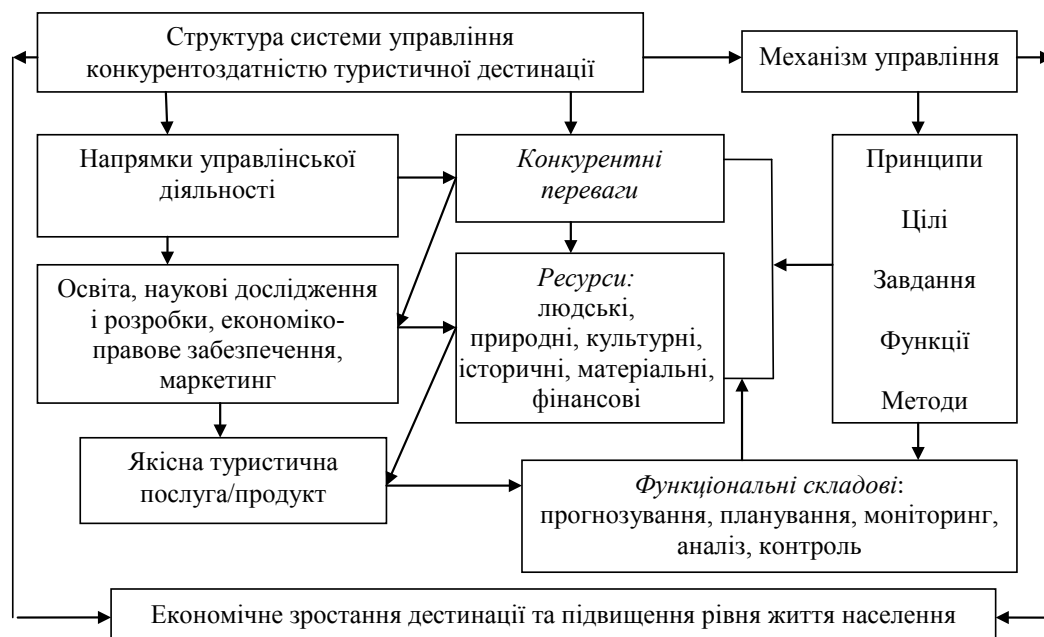 Структура системи управління
конкурентоздатністю туристичної дестинації
Механізм управління
Напрямки управлінської
діяльності
Конкурентні
переваги
Принципи
Цілі
Завдання
Функції
Методи
Освіта, наукові дослідження
і розробки, економіко-
правове забезпечення,
маркетинг
Ресурси:
людські,
природні, культурні,
історичні, матеріальні,
фінансові
Якісна туристична
послуга/продукт
Функціональні складові:
прогнозування, планування, моніторинг,
аналіз, контроль
Економічне зростання дестинації та підвищення рівня життя населення